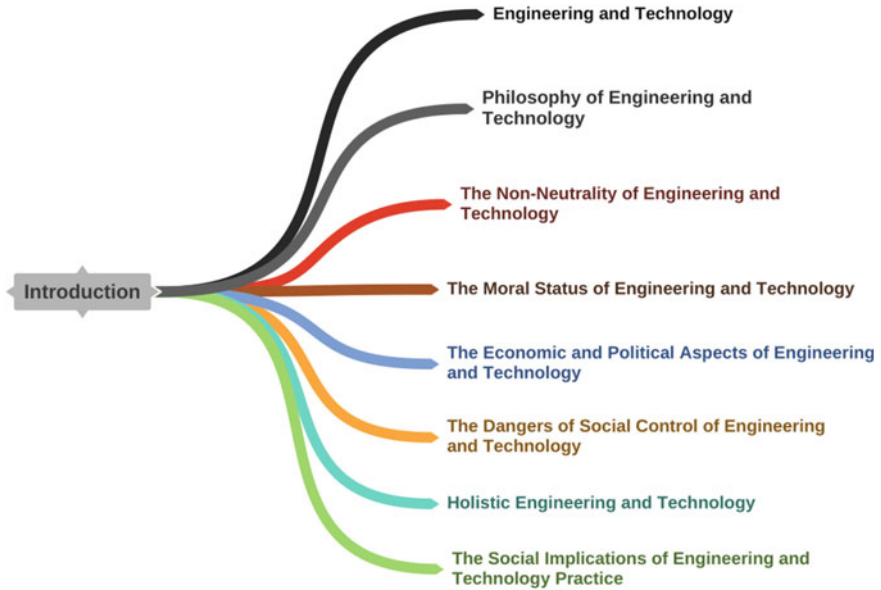 Engineering and Technology
Philosophy of Engineering and
Technology
The Non-Neutrality of Engineering and
Technology
Introduction
The Moral Status of Engineering and Technology
The Economic and Political Aspects of Engineering
and Technology
The Dangers of Social Control of Engineering
and Technology
Holistic Engineering and Technology
The Social Implications of Engineering and
Technology Practice